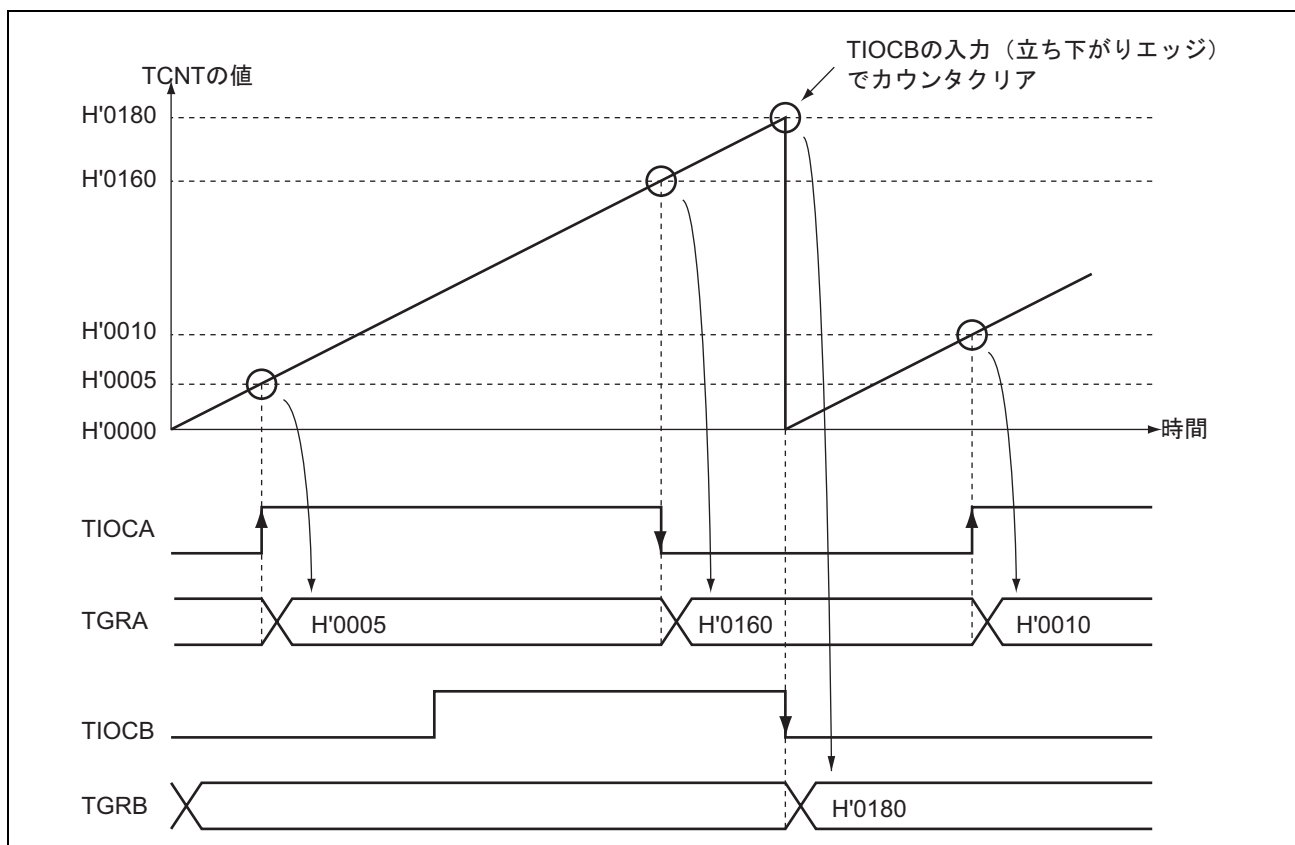 TIOCBの入力（立ち下がりエッジ）
でカウンタクリア
TCNTの値
H'0180
H'0160
H'0010
H'0005
H'0000
時間
TIOCA
TGRA
H'0005
H'0160
H'0010
TIOCB
TGRB
H'0180